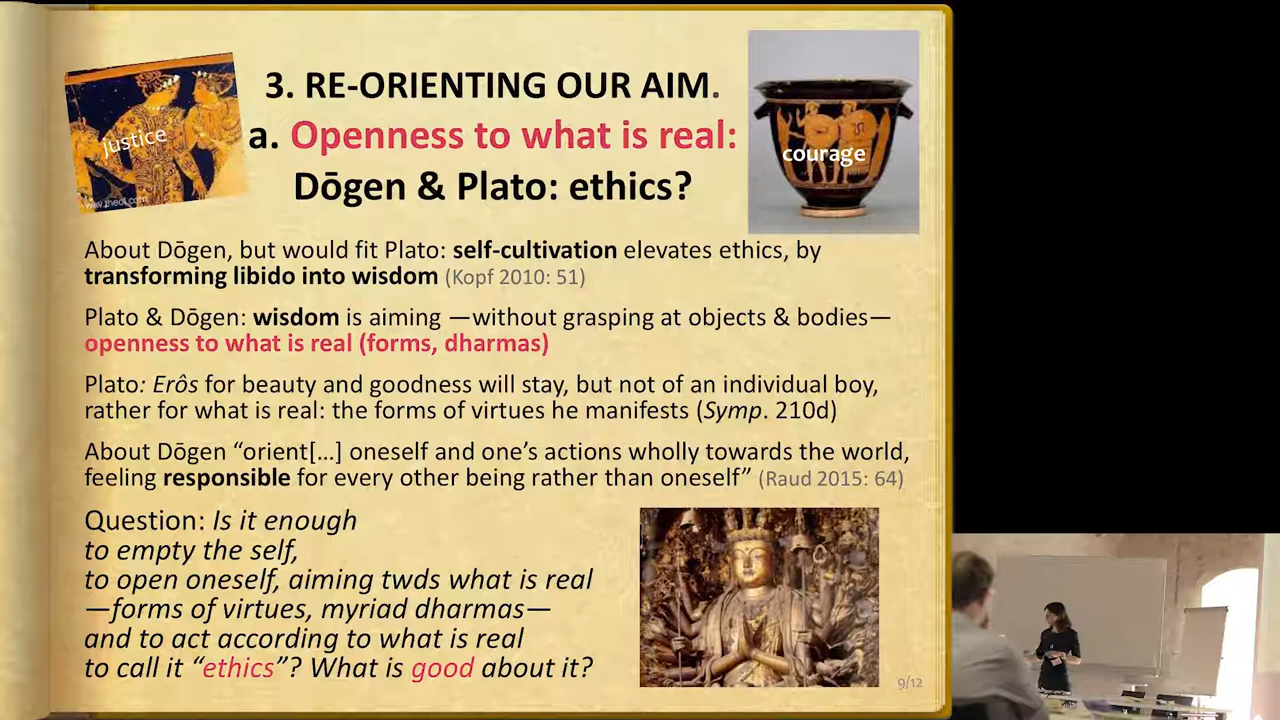 3. RE-ORIENTING OUR AIM.
a. Openness to what is real:
Dōgen & Plato: ethics?
justice
courage
About Dōgen, but would fit Plato: self-cultivation elevates ethics, by
transforming libido into wisdom (Kopf 2010: 51)
Plato & Dōgen: wisdom is aiming —without grasping at objects & bodies—
openness to what is real (forms, dharmas)
Plato: Erôs for beauty and goodness will stay, but not of an individual boy,
rather for what is real: the forms of virtues he manifests (Symp. 210d)
About Dōgen “orient[…] oneself and one’s actions wholly towards the world,
feeling responsible for every other being rather than oneself” (Raud 2015: 64)
Question: Is it enough
to empty the self,
to open oneself, aiming twds what is real
—forms of virtues, myriad dharmas—
and to act according to what is real
to call it “ethics”? What is good about it?
9/12